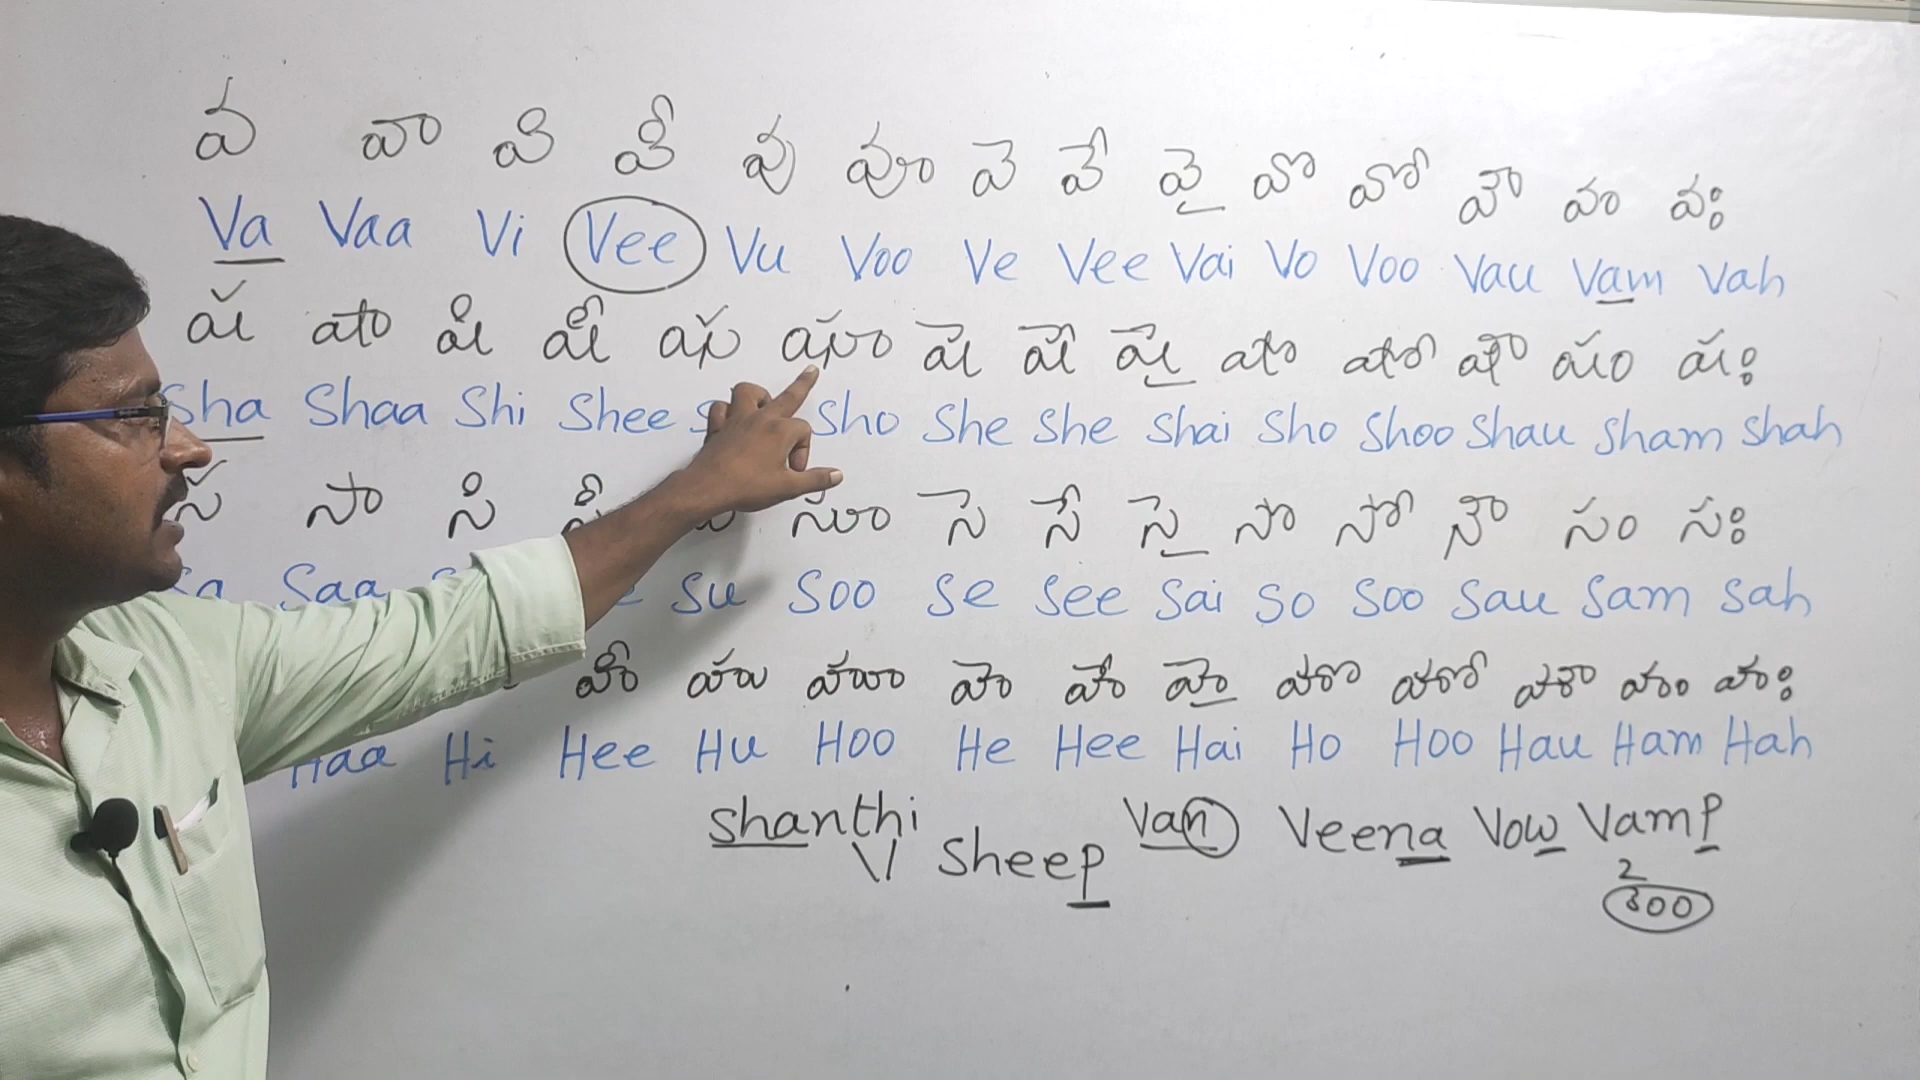 వ వా వి వీ వు వూ వె వే వై వొ వో వౌ వం వః
Va Vaa Vi Vee Vu Voo Ve Vee Vai Vo Voo Vau Vam Vah
ష షా షి షీ షు షూ షె షే షై షొ షో షౌ షం షః
Sha Shaa Shi Shee Sho She She Shai Sho Shoo Shau Sham Shah
స సా సి సీ సూ సె సే సై సొ సో సౌ సం సః
Sa Saa Su Soo Se See Sai So Soo Sau Sam Sah
హీ హు హూ హె హే హై హొ హో హౌ హం హః
Haa Hi Hee Hu Hoo He Hee Hai Ho Hoo Hau Ham Hah
Shanthi Sheep Van Veena Vow Vamp
2
300